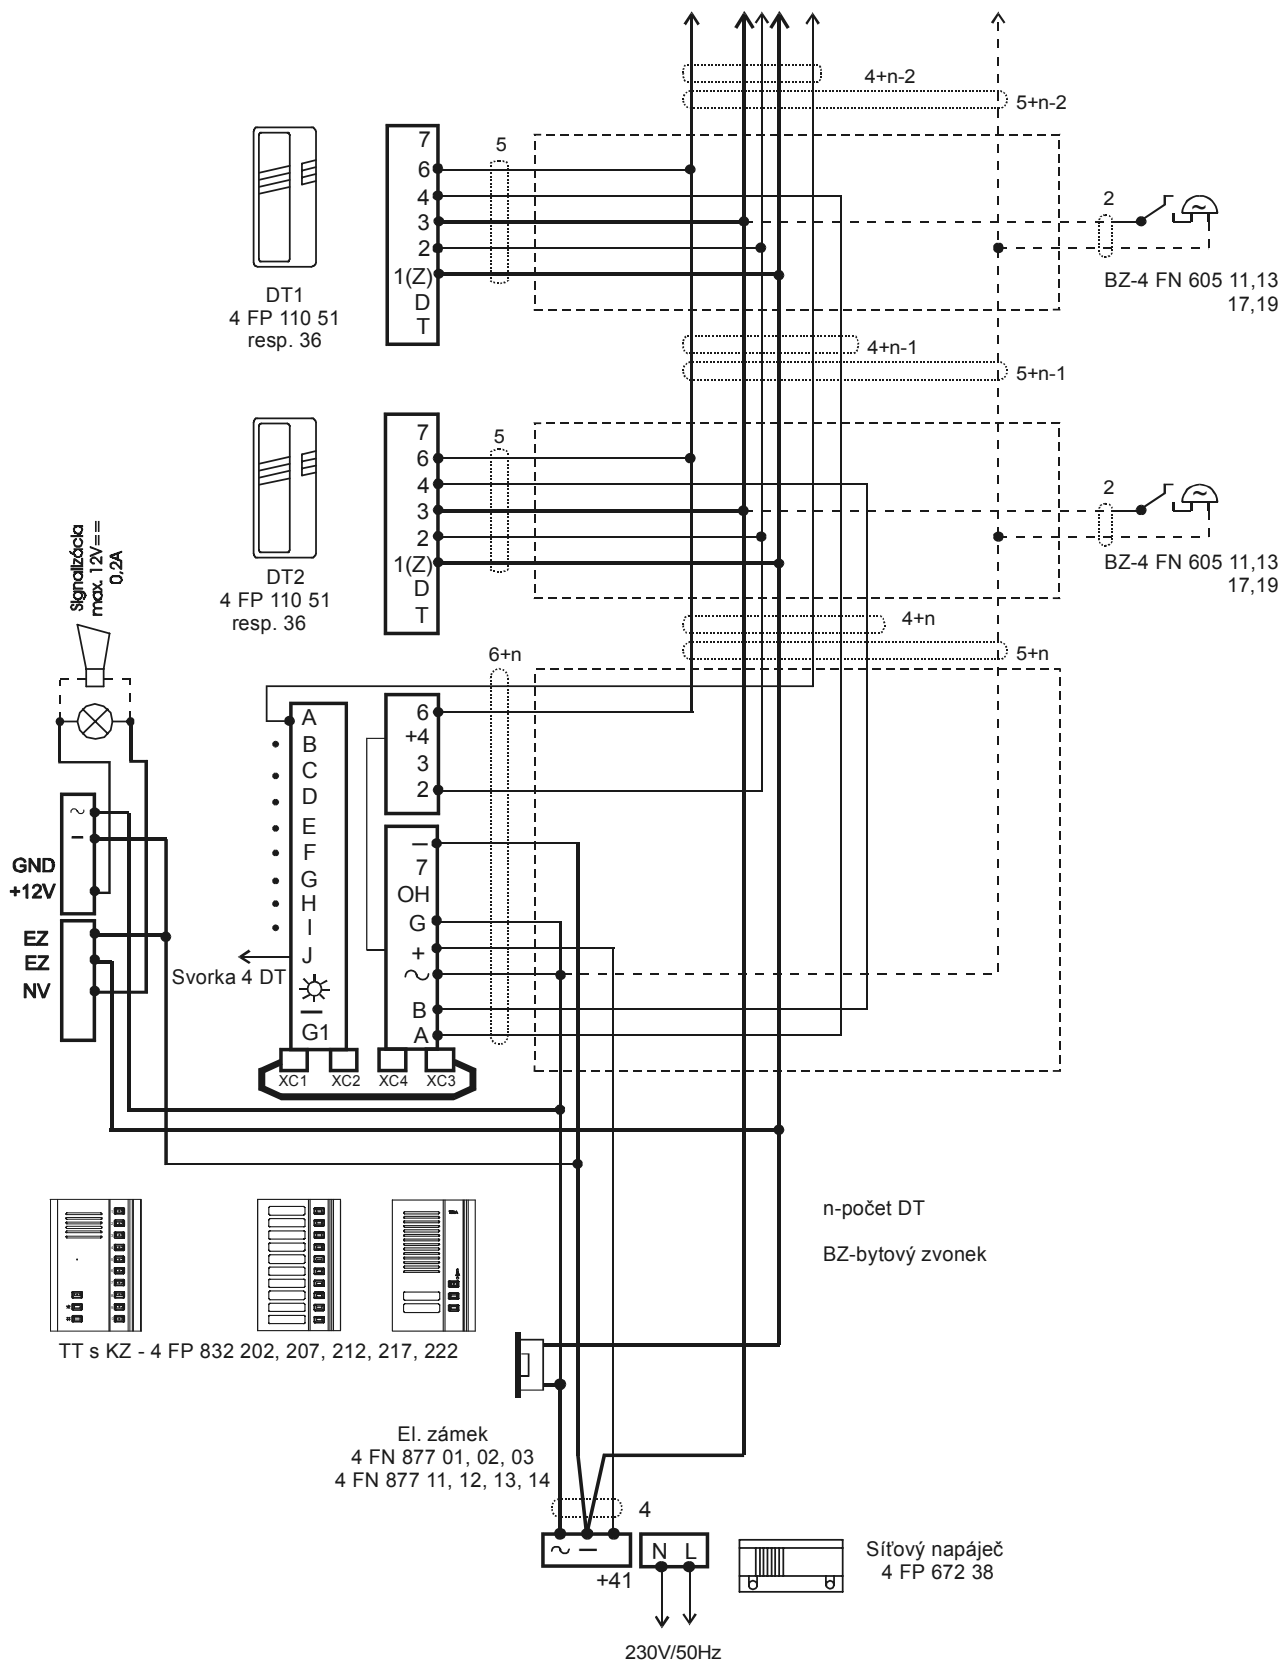 4+n-2
5+n-2
7
6
4
3
2
1(Z)
D
T
5
2
DT1
4 FP 110 51
resp. 36
BZ-4 FN 605 11,13
17,19
4+n-1
5+n-1
7
6
4
3
2
1(Z)
D
T
5
2
DT2
4 FP 110 51
resp. 36
BZ-4 FN 605 11,13
17,19
Signalizácia
max. 12V==
0,2A
4+n
5+n
6+n
A
B
C
D
E
F
G
H
I
J
G1
6
+4
3
2
–
7
OH
G
+
~
B
A
~
–
GND
+12V
EZ
EZ
NV
Svorka 4 DT
XC1
XC2
XC4
XC3
n-počet DT
BZ-bytový zvonek
TT s KZ - 4 FP 832 202, 207, 212, 217, 222
El. zámek
4 FN 877 01, 02, 03
4 FN 877 11, 12, 13, 14
4
~ –
+41
N L
Síťový napáječ
4 FP 672 38
230V/50Hz